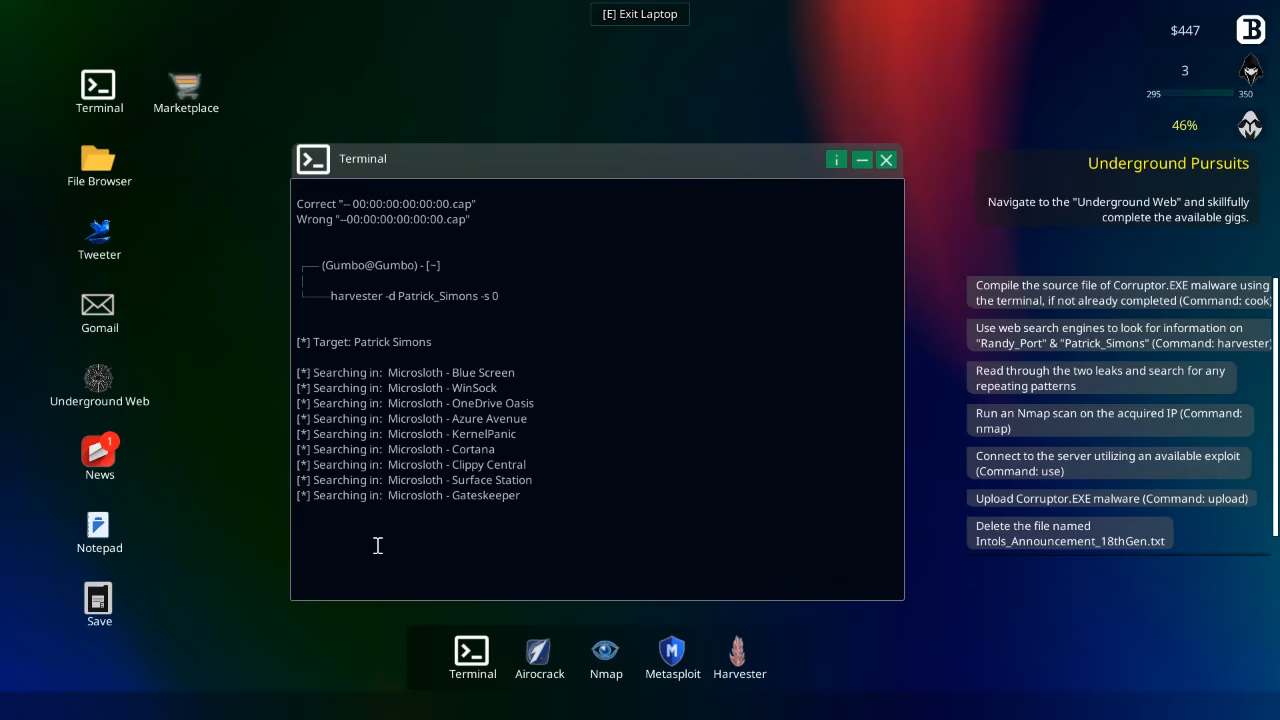 [E] Exit Laptop
$447
B
3
295
350
46%
Terminal
Marketplace
File Browser
Tweeter
Gomail
Underground Web
1
News
Notepad
Save
Terminal
i
Correct "-- 00:00:00:00:00:00.cap"
Wrong "--00:00:00:00:00:00.cap"
(Gumbo@Gumbo) - [~]
harvester -d Patrick_Simons -s 0
[*] Target: Patrick Simons
[*] Searching in:  Microsloth - Blue Screen
[*] Searching in:  Microsloth - WinSock
[*] Searching in:  Microsloth - OneDrive Oasis
[*] Searching in:  Microsloth - Azure Avenue
[*] Searching in:  Microsloth - KernelPanic
[*] Searching in:  Microsloth - Cortana
[*] Searching in:  Microsloth - Clippy Central
[*] Searching in:  Microsloth - Surface Station
[*] Searching in:  Microsloth - Gateskeeper
Underground Pursuits
Navigate to the "Underground Web" and skillfully
complete the available gigs.
Compile the source file of Corruptor.EXE malware using
the terminal, if not already completed (Command: cook)
Use web search engines to look for information on
"Randy_Port" & "Patrick_Simons" (Command: harvester)
Read through the two leaks and search for any
repeating patterns
Run an Nmap scan on the acquired IP (Command:
nmap)
Connect to the server utilizing an available exploit
(Command: use)
Upload Corruptor.EXE malware (Command: upload)
Delete the file named
Intols_Announcement_18thGen.txt
Terminal
Airocrack
Nmap
M
Metasploit
Harvester